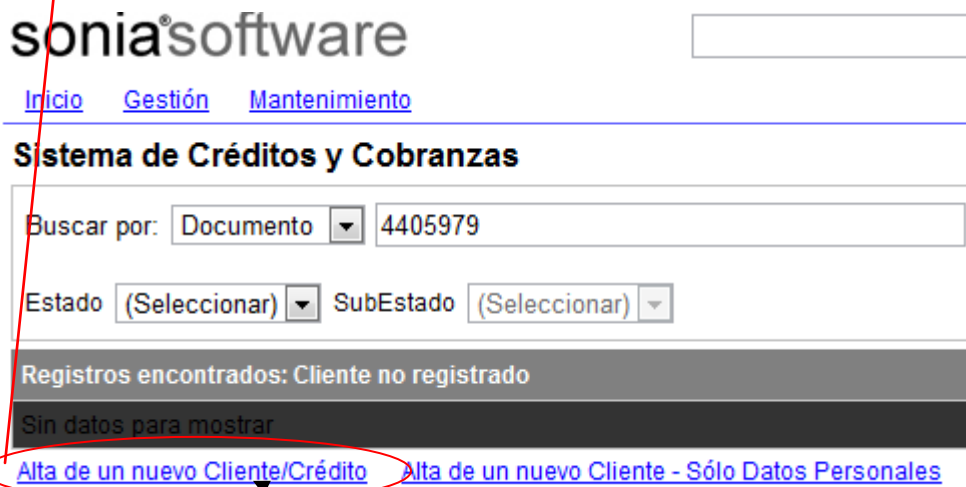 sonia®software
Inicio Gestión Mantenimiento
Sistema de Créditos y Cobranzas
Buscar por: Documento 4405979
Estado (Seleccionar) SubEstado (Seleccionar)
Registros encontrados: Cliente no registrado
Sin datos para mostrar
Alta de un nuevo Cliente/Crédito Alta de un nuevo Cliente - Sólo Datos Personales